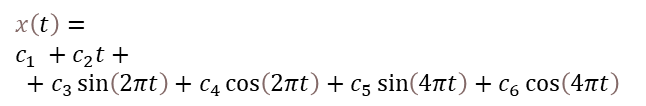 x(t) =
c₁ + c₂t +
+ c₃ sin(2πt) + c₄ cos(2πt) + c₅ sin(4πt) + c₆ cos(4πt)